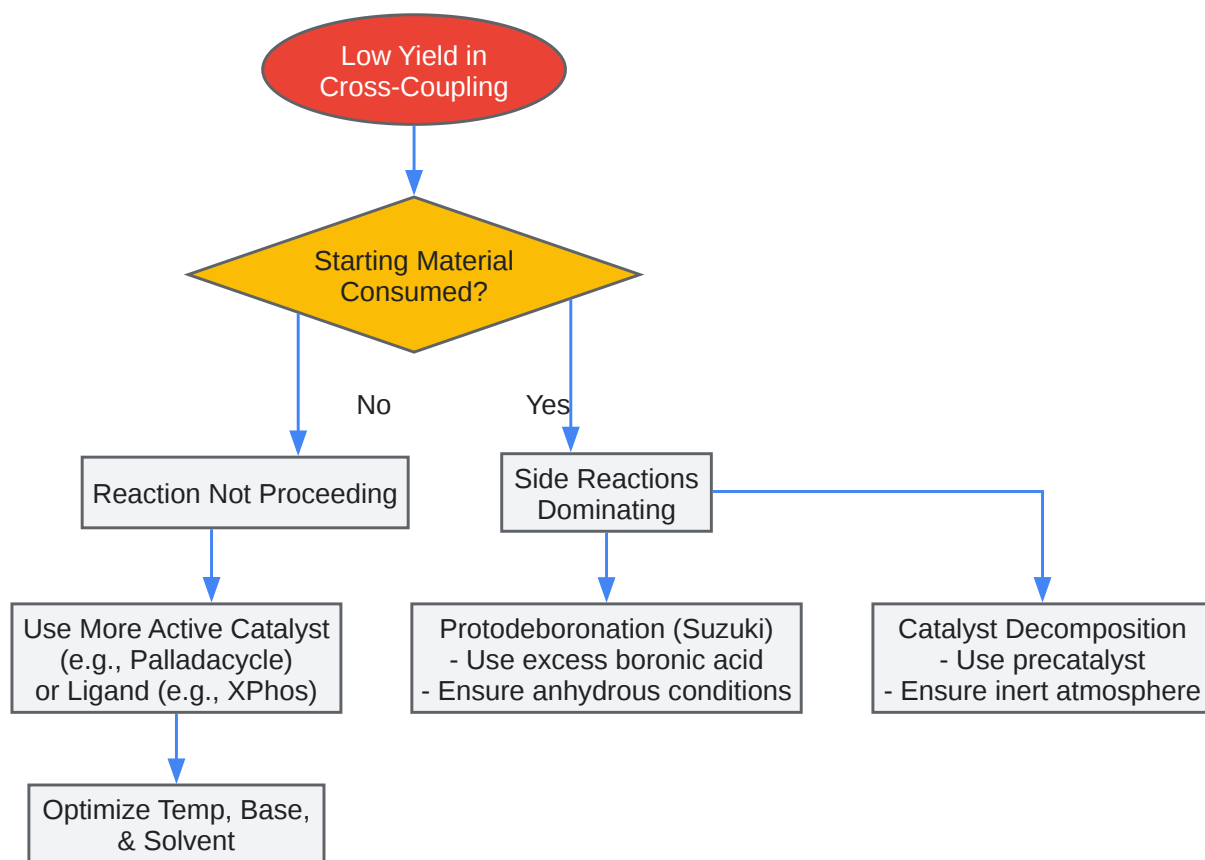 Low Yield in
Cross-Coupling
Starting Material
Consumed?
No
Yes
Reaction Not Proceeding
Side Reactions
Dominating
Use More Active Catalyst
(e.g., Palladacycle)
or Ligand (e.g., XPhos)
Protodeboronation (Suzuki)
- Use excess boronic acid
- Ensure anhydrous conditions
Catalyst Decomposition
- Use precatalyst
- Ensure inert atmosphere
Optimize Temp, Base,
& Solvent